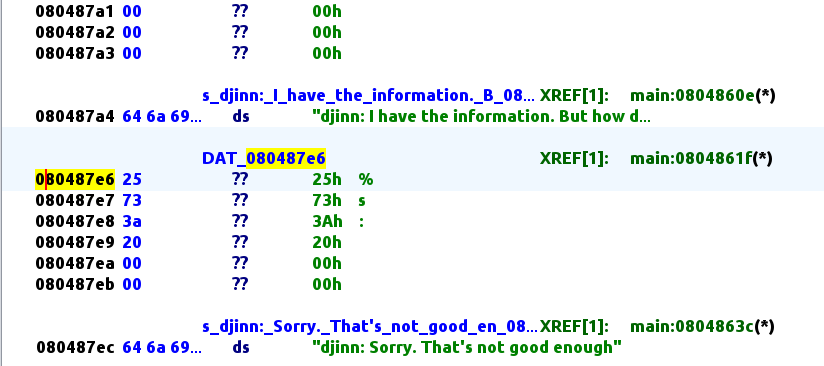 080487a1 00 ?? 00h
080487a2 00 ?? 00h
080487a3 00 ?? 00h
s_djinn:_I_have_the_information._B_08... XREF[1]: main:0804860e(*)
080487a4 64 6a 69... ds "djinn: I have the information. But how d...
DAT_080487e6 XREF[1]: main:0804861f(*)
080487e6 25 ?? 25h %
080487e7 73 ?? 73h s
080487e8 3a ?? 3Ah :
080487e9 20 ?? 20h
080487ea 00 ?? 00h
080487eb 00 ?? 00h
s_djinn:_Sorry._That's_not_good_en_08... XREF[1]: main:0804863c(*)
080487ec 64 6a 69... ds "djinn: Sorry. That's not good enough"